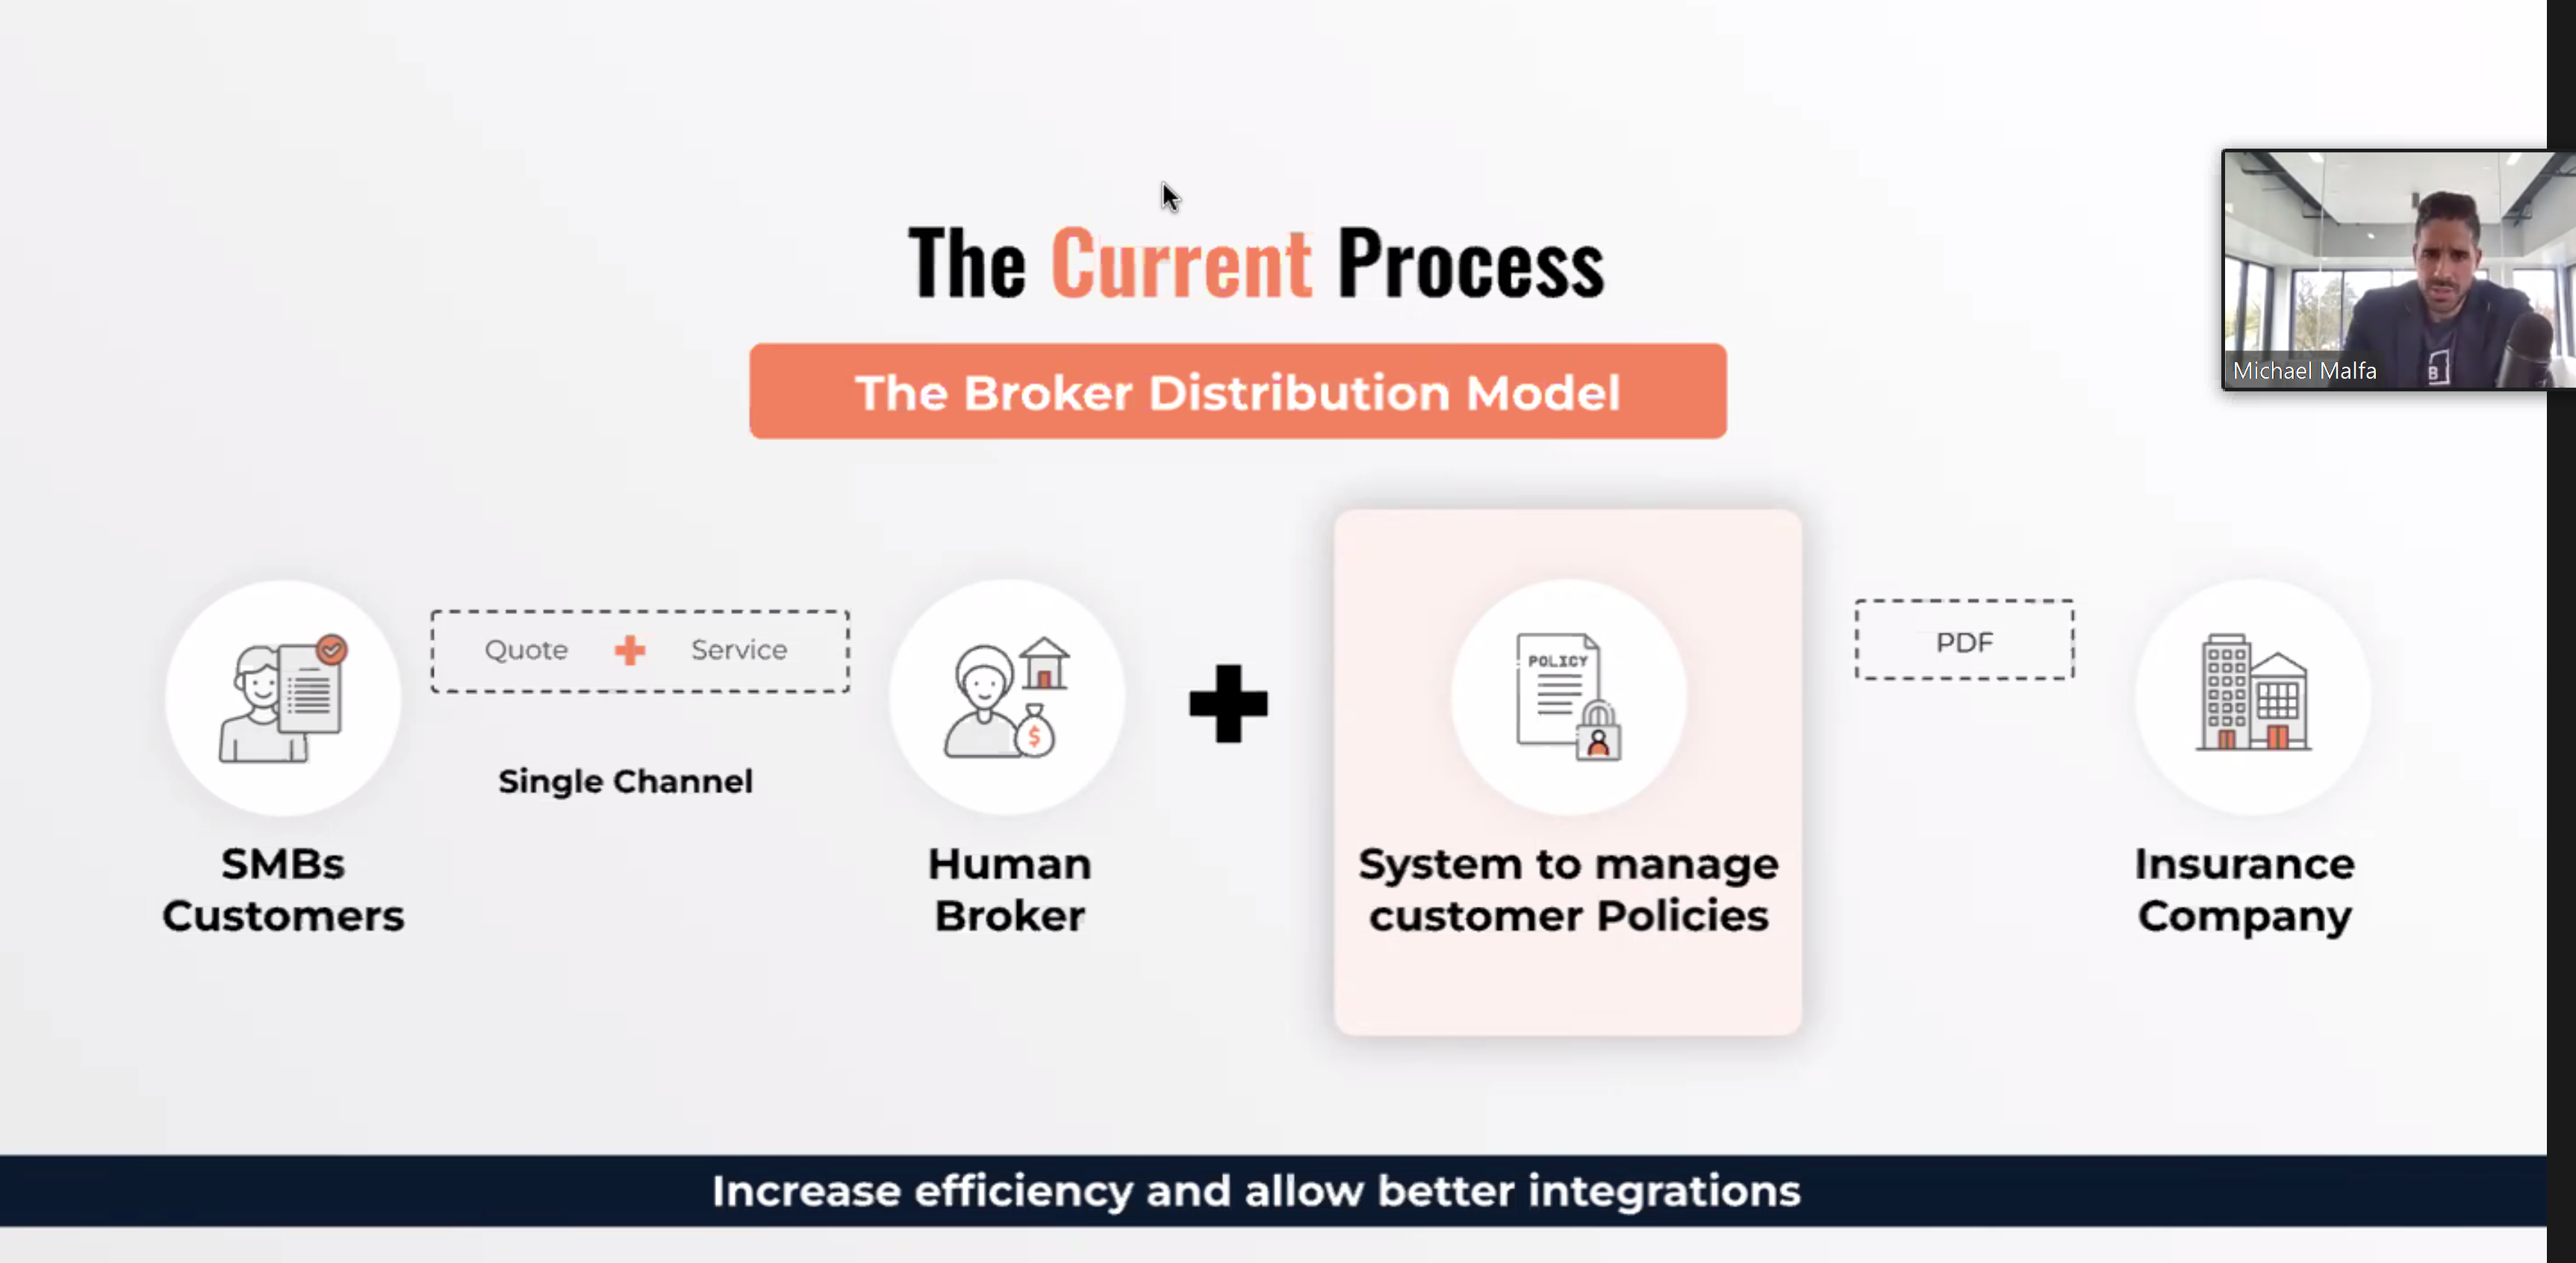 The Current Process
The Broker Distribution Model
Quote + Service
Single Channel
SMBs
Customers
Human
Broker
POLICY
$
System to manage
customer Policies
PDF
Insurance
Company
Increase efficiency and allow better integrations
Michael Malfa
B